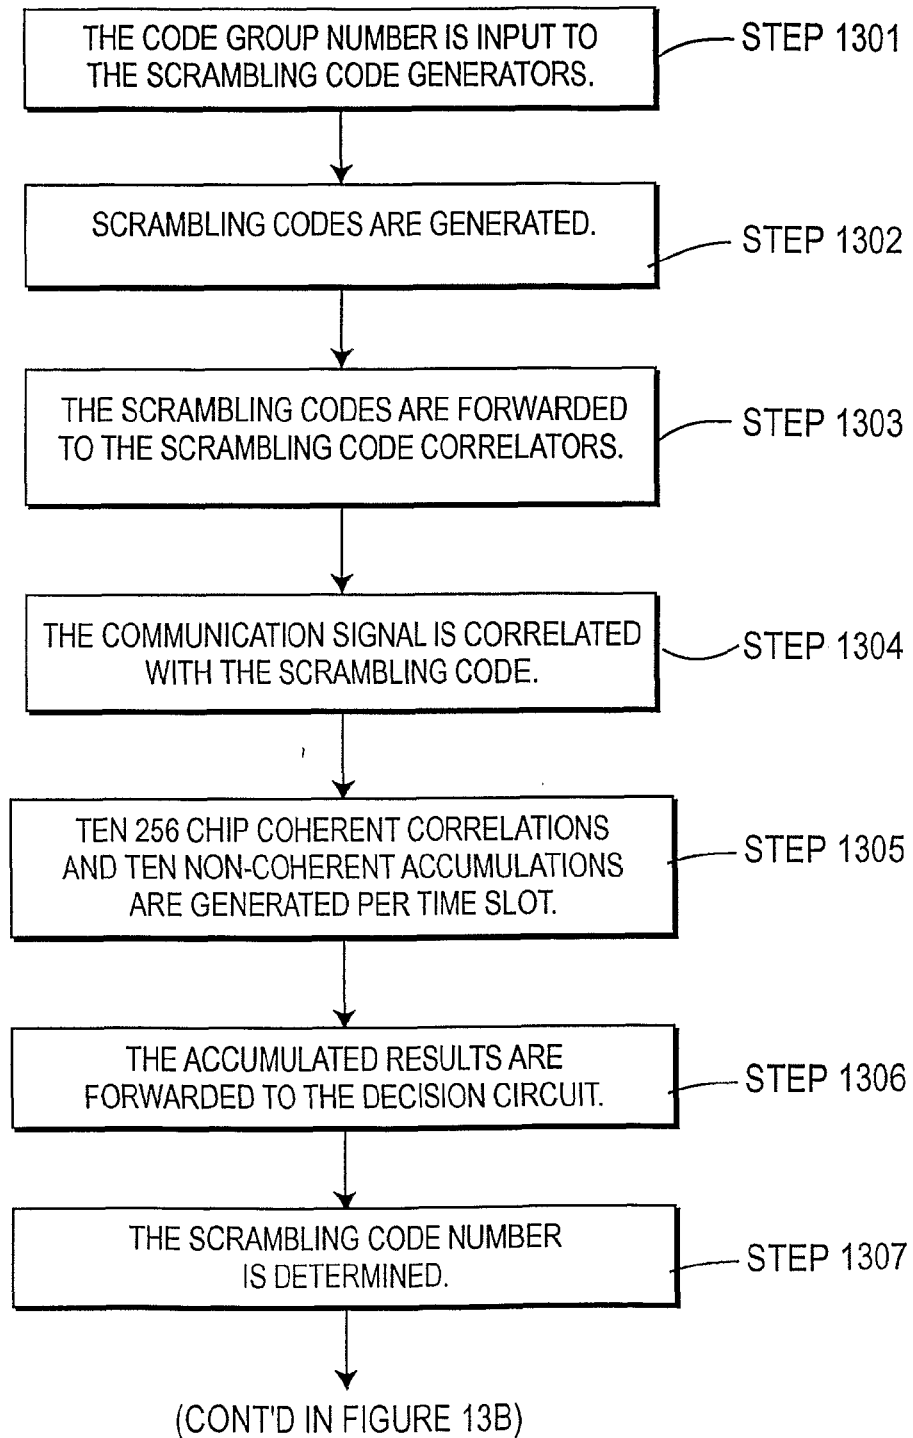 THE CODE GROUP NUMBER IS INPUT TO
THE SCRAMBLING CODE GENERATORS.
STEP 1301
SCRAMBLING CODES ARE GENERATED.
STEP 1302
THE SCRAMBLING CODES ARE FORWARDED
TO THE SCRAMBLING CODE CORRELATORS.
STEP 1303
THE COMMUNICATION SIGNAL IS CORRELATED
WITH THE SCRAMBLING CODE.
STEP 1304
TEN 256 CHIP COHERENT CORRELATIONS
AND TEN NON-COHERENT ACCUMULATIONS
ARE GENERATED PER TIME SLOT.
STEP 1305
THE ACCUMULATED RESULTS ARE
FORWARDED TO THE DECISION CIRCUIT.
STEP 1306
THE SCRAMBLING CODE NUMBER
IS DETERMINED.
STEP 1307
(CONT'D IN FIGURE 13B)